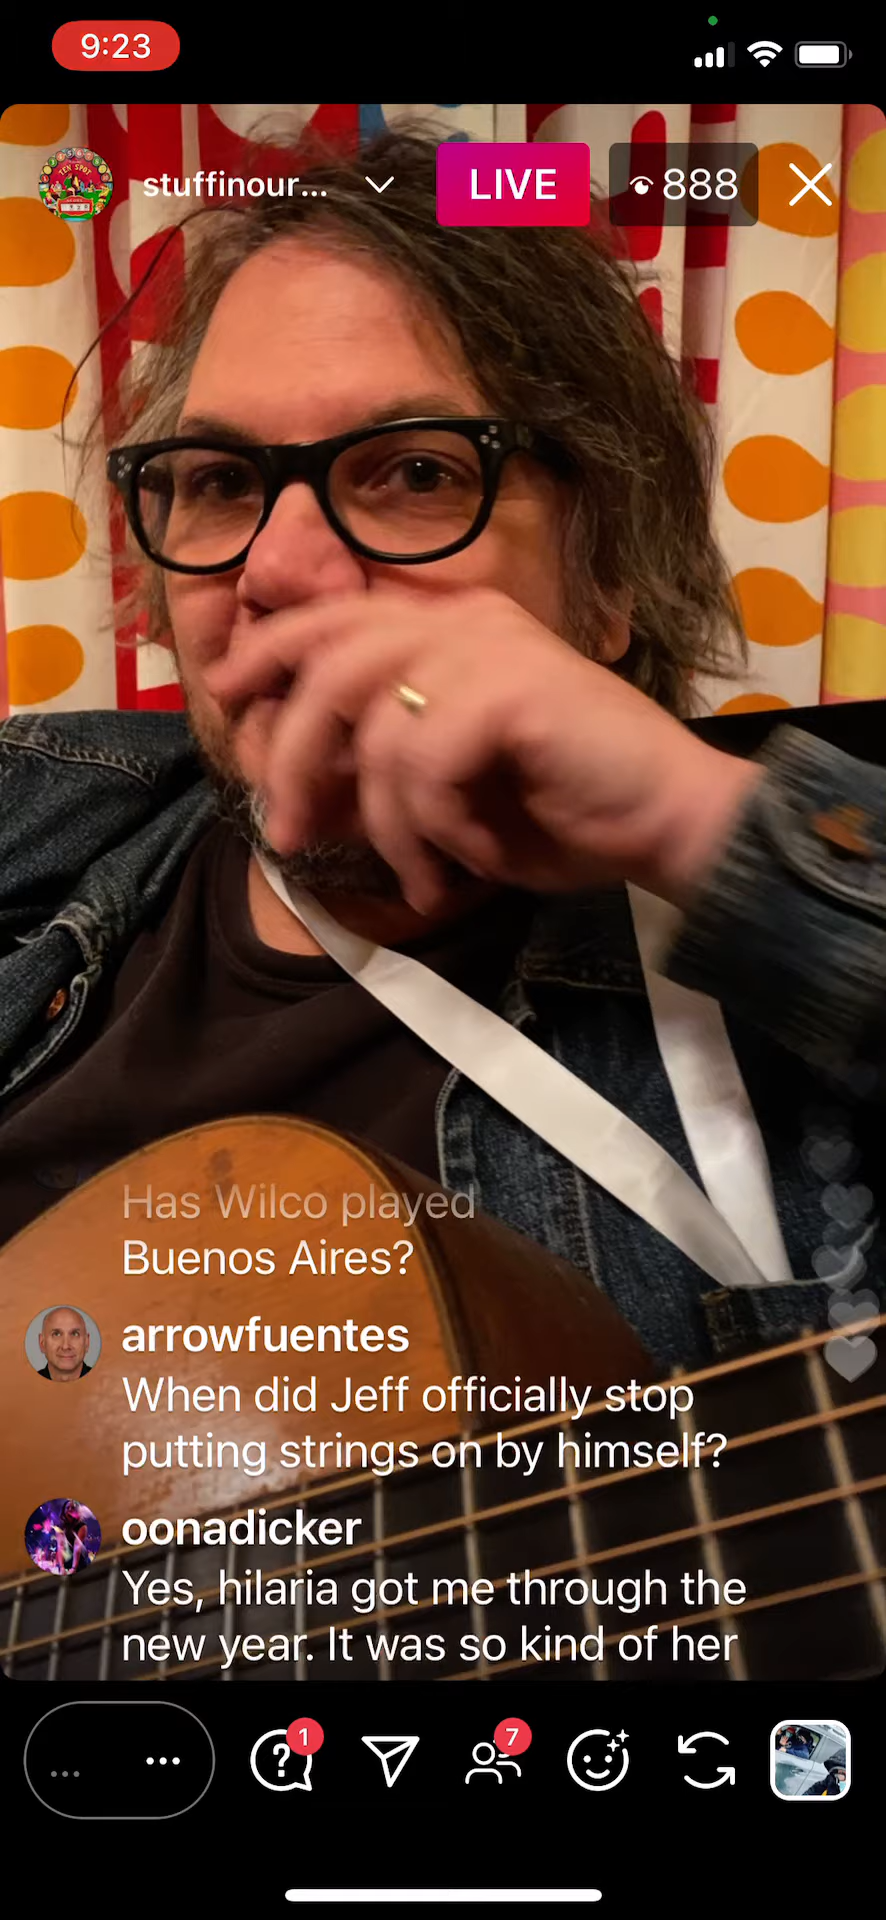 9:23
stuffinour...
LIVE
888
TEN SPOT
Has Wilco played
Buenos Aires?
arrowfuentes
When did Jeff officially stop
putting strings on by himself?
oonadicker
Yes, hilaria got me through the
new year. It was so kind of her
...
...
1
7